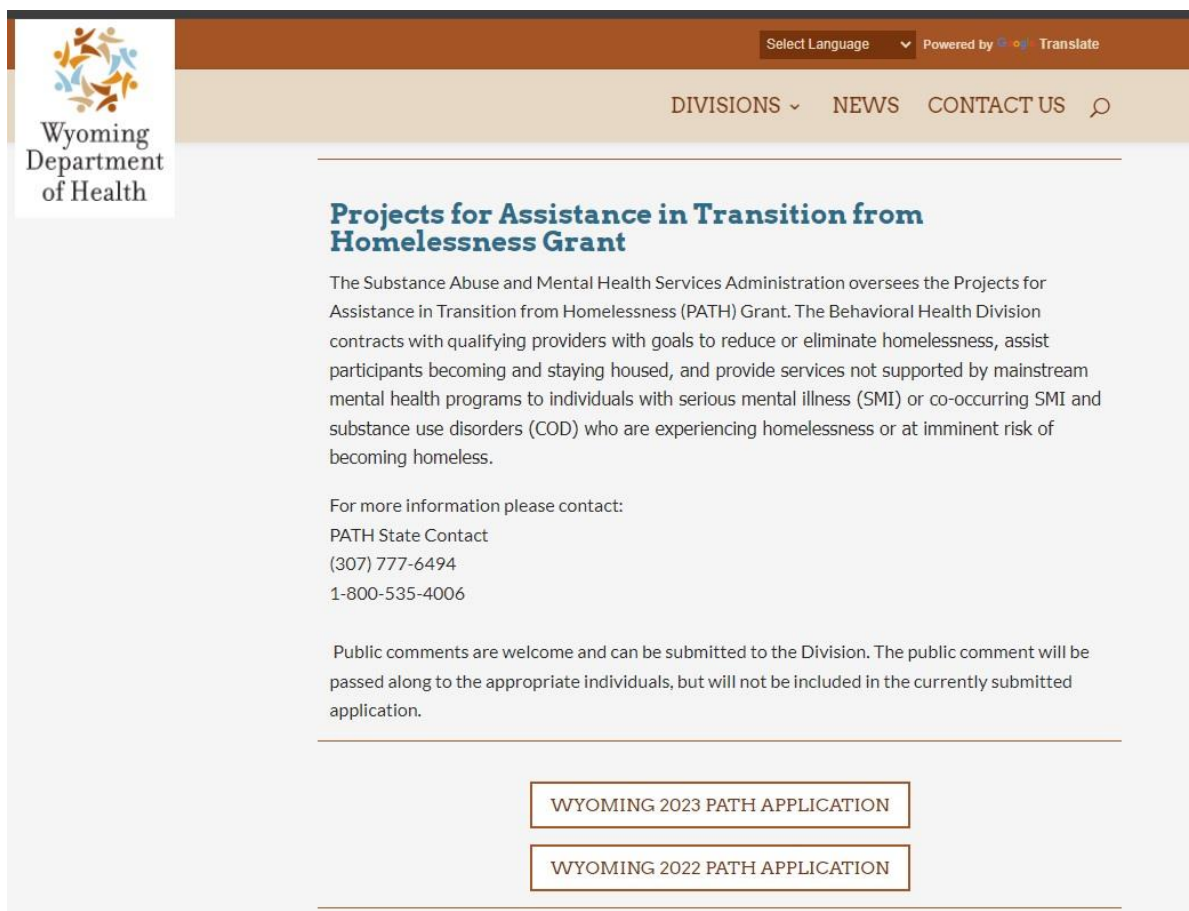 Select Language
Powered by Google Translate
Wyoming
Department
of Health
DIVISIONS
NEWS
CONTACT US
Projects for Assistance in Transition from
Homelessness Grant
The Substance Abuse and Mental Health Services Administration oversees the Projects for
Assistance in Transition from Homelessness (PATH) Grant. The Behavioral Health Division
contracts with qualifying providers with goals to reduce or eliminate homelessness, assist
participants becoming and staying housed, and provide services not supported by mainstream
mental health programs to individuals with serious mental illness (SMI) or co-occurring SMI and
substance use disorders (COD) who are experiencing homelessness or at imminent risk of
becoming homeless.
For more information please contact:
PATH State Contact
(307) 777-6494
1-800-535-4006
Public comments are welcome and can be submitted to the Division. The public comment will be
passed along to the appropriate individuals, but will not be included in the currently submitted
application.
WYOMING 2023 PATH APPLICATION
WYOMING 2022 PATH APPLICATION